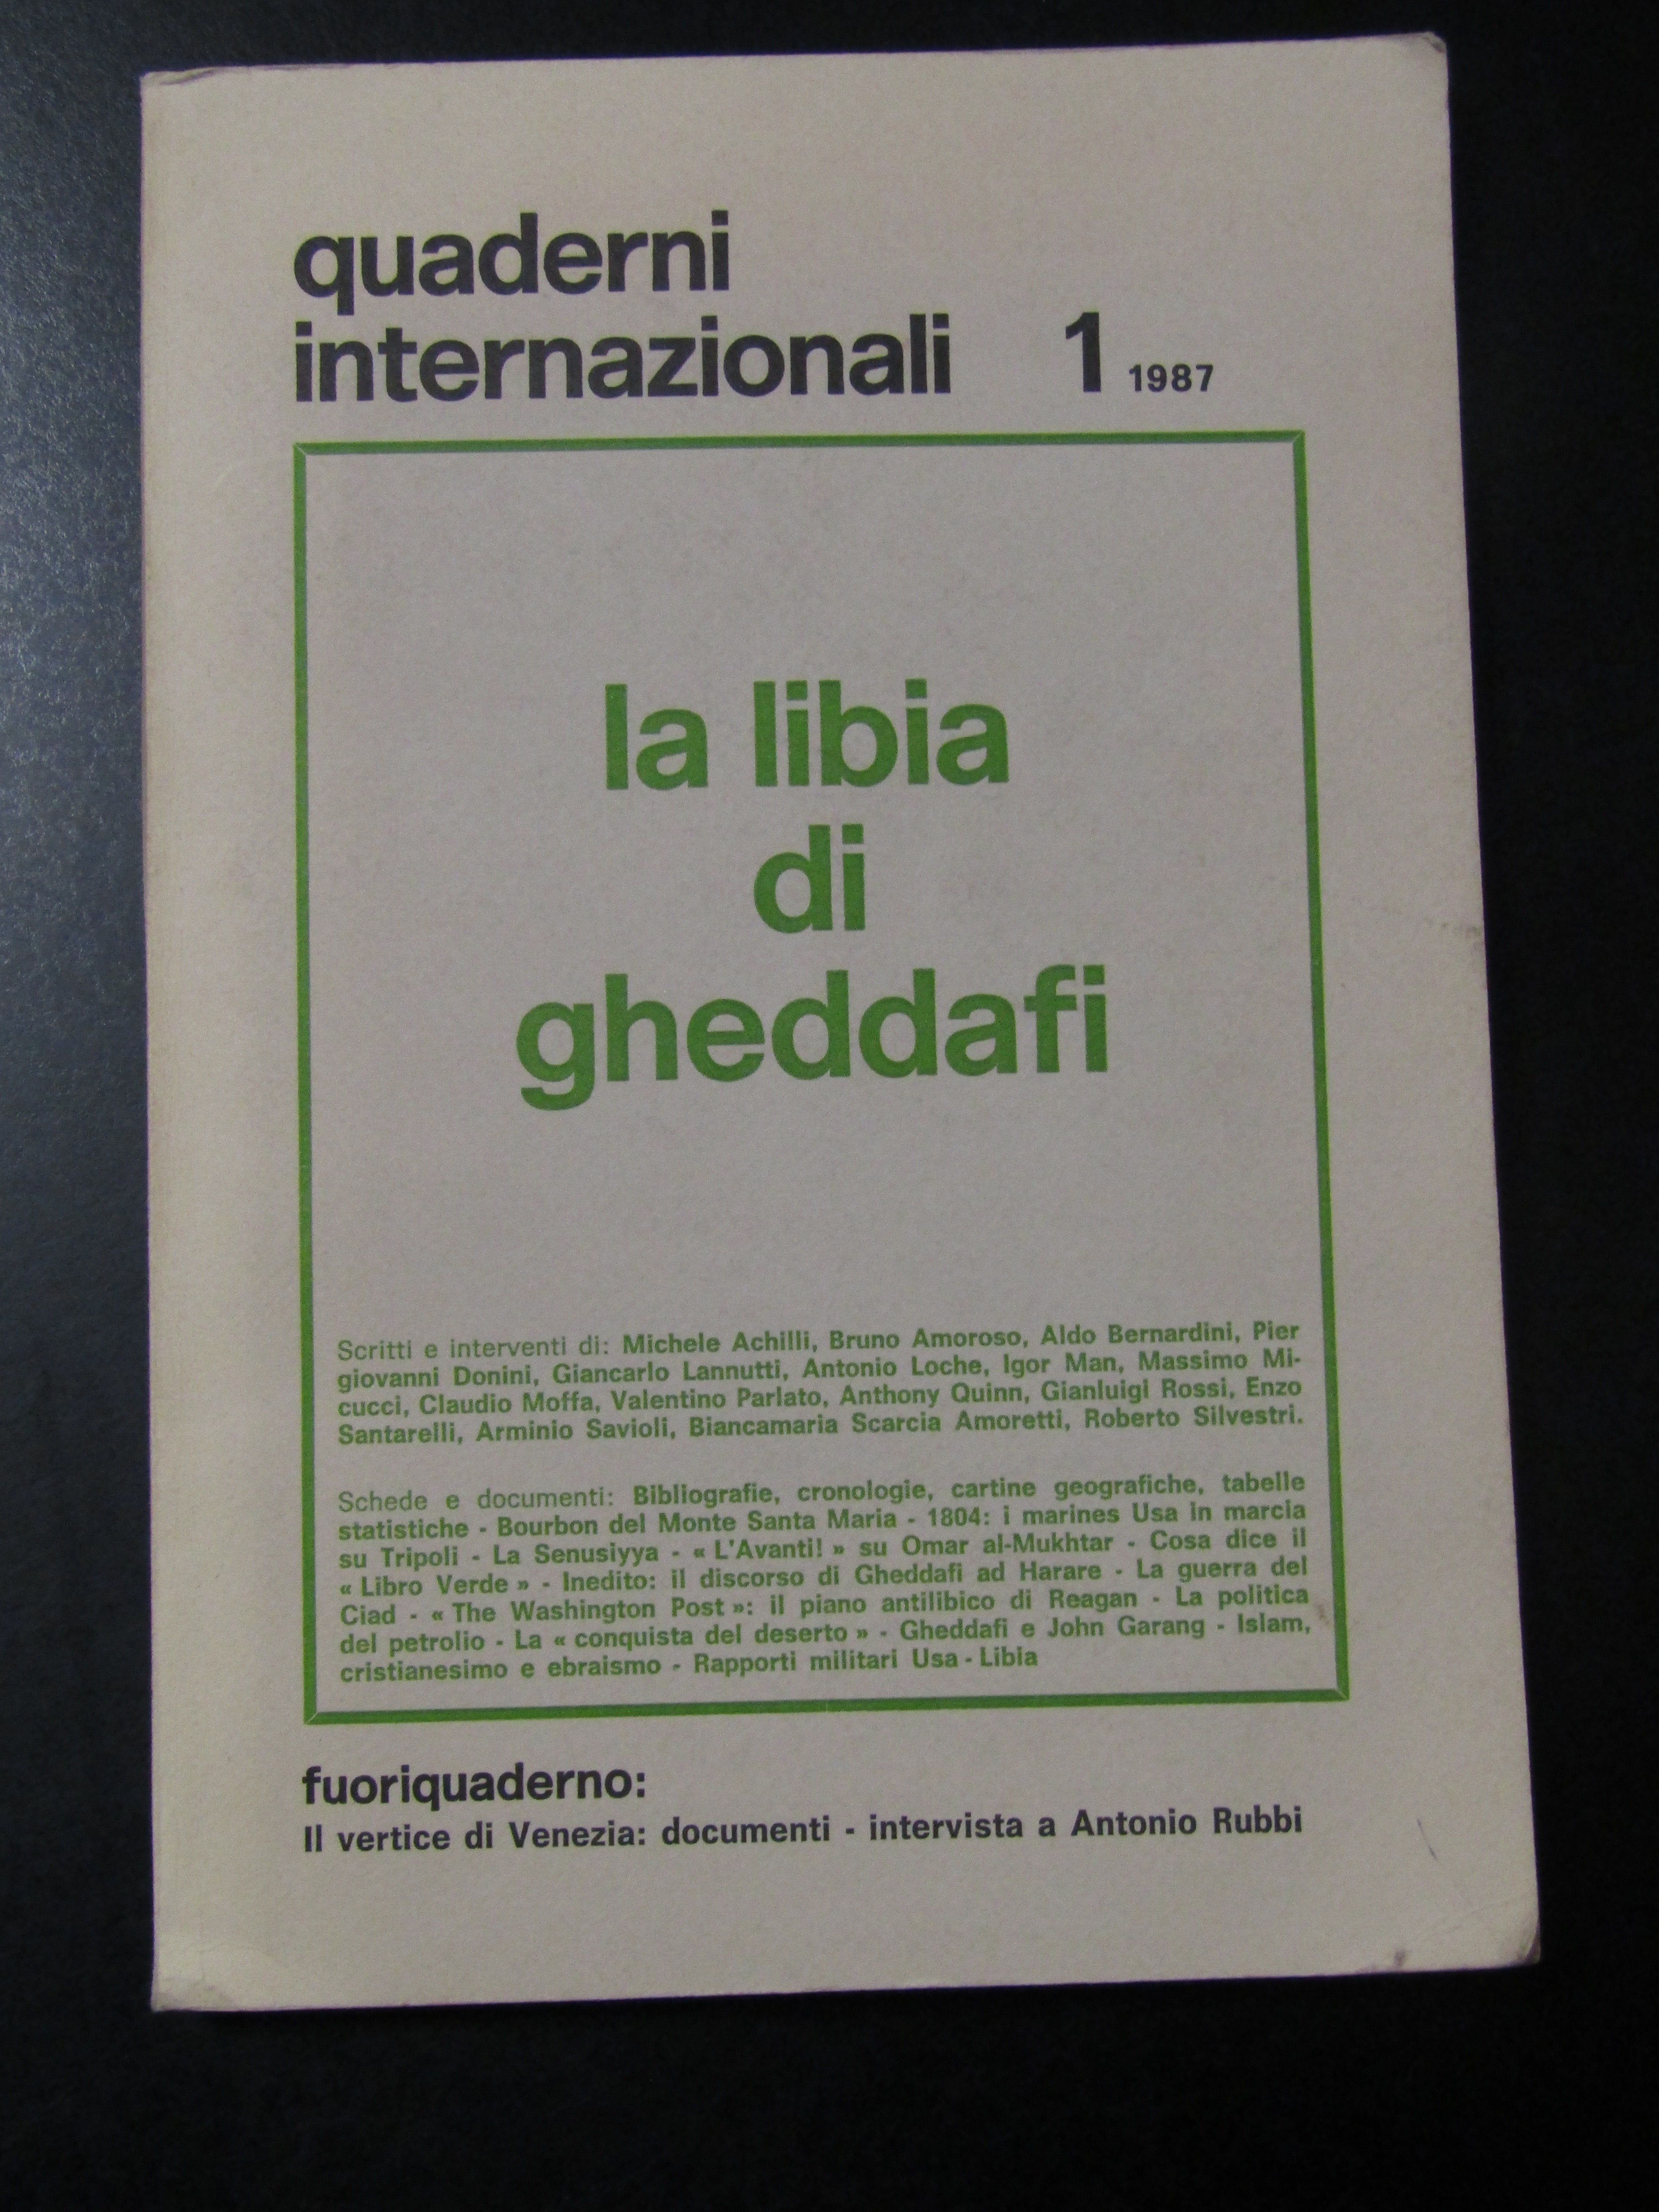 quaderni
internazionali 1 1987
la libia
di
gheddafi
Scritti e interventi di: Michele Achilli, Bruno Amoroso, Aldo Bernardini, Pier
giovanni Donini, Giancarlo Lannutti, Antonio Loche, Igor Man, Massimo Mi-
cucci, Claudio Moffa, Valentino Parlato, Anthony Quinn, Gianluigi Rossi, Enzo
Santarelli, Arminio Savioli, Biancamaria Scarcia Amoretti, Roberto Silvestri.
Schede e documenti: Bibliografie, cronologie, cartine geografiche, tabelle
statistiche - Bourbon del Monte Santa Maria - 1804: i marines Usa in marcia
su Tripoli - La Senusiyya - « L'Avanti! » su Omar al-Mukhtar - Cosa dice il
« Libro Verde » - Inedito: il discorso di Gheddafi ad Harare - La guerra del
Ciad - « The Washington Post »: il piano antilibico di Reagan - La politica
del petrolio - La « conquista del deserto » - Gheddafi e John Garang - Islam,
cristianesimo e ebraismo - Rapporti militari Usa - Libia
fuoriquaderno:
Il vertice di Venezia: documenti - intervista a Antonio Rubbi